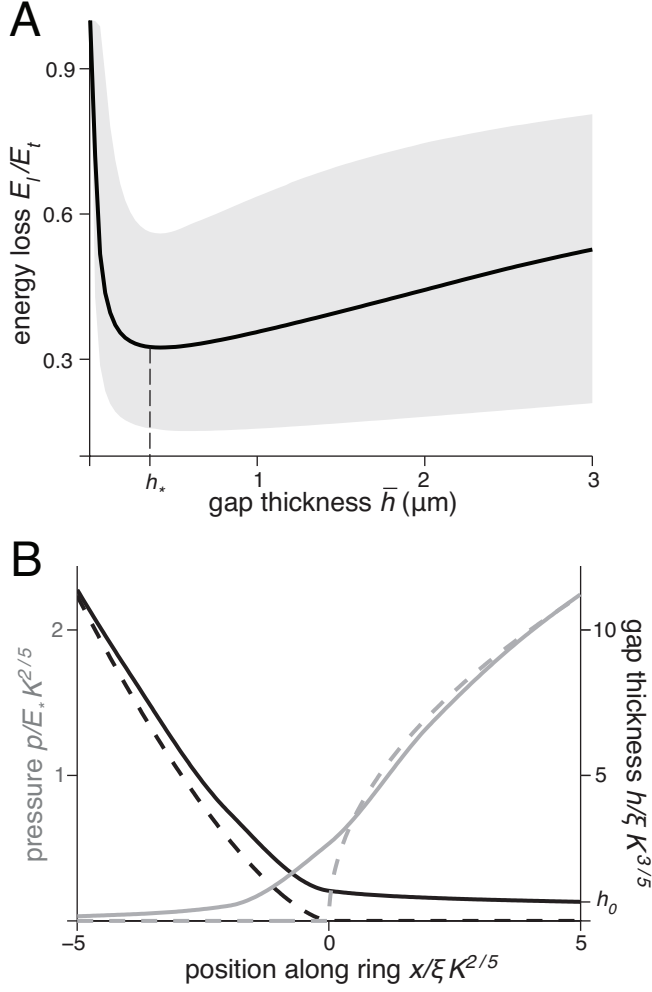 A
energy loss E_l/E_t
0.9
0.6
0.3
h_*
1
2
3
gap thickness h̅ (μm)
B
pressure p/E_* K^{2/5}
2
1
10
5
h_0
gap thickness h/ξ K^{3/5}
−5
0
5
position along ring x/ξ K^{2/5}